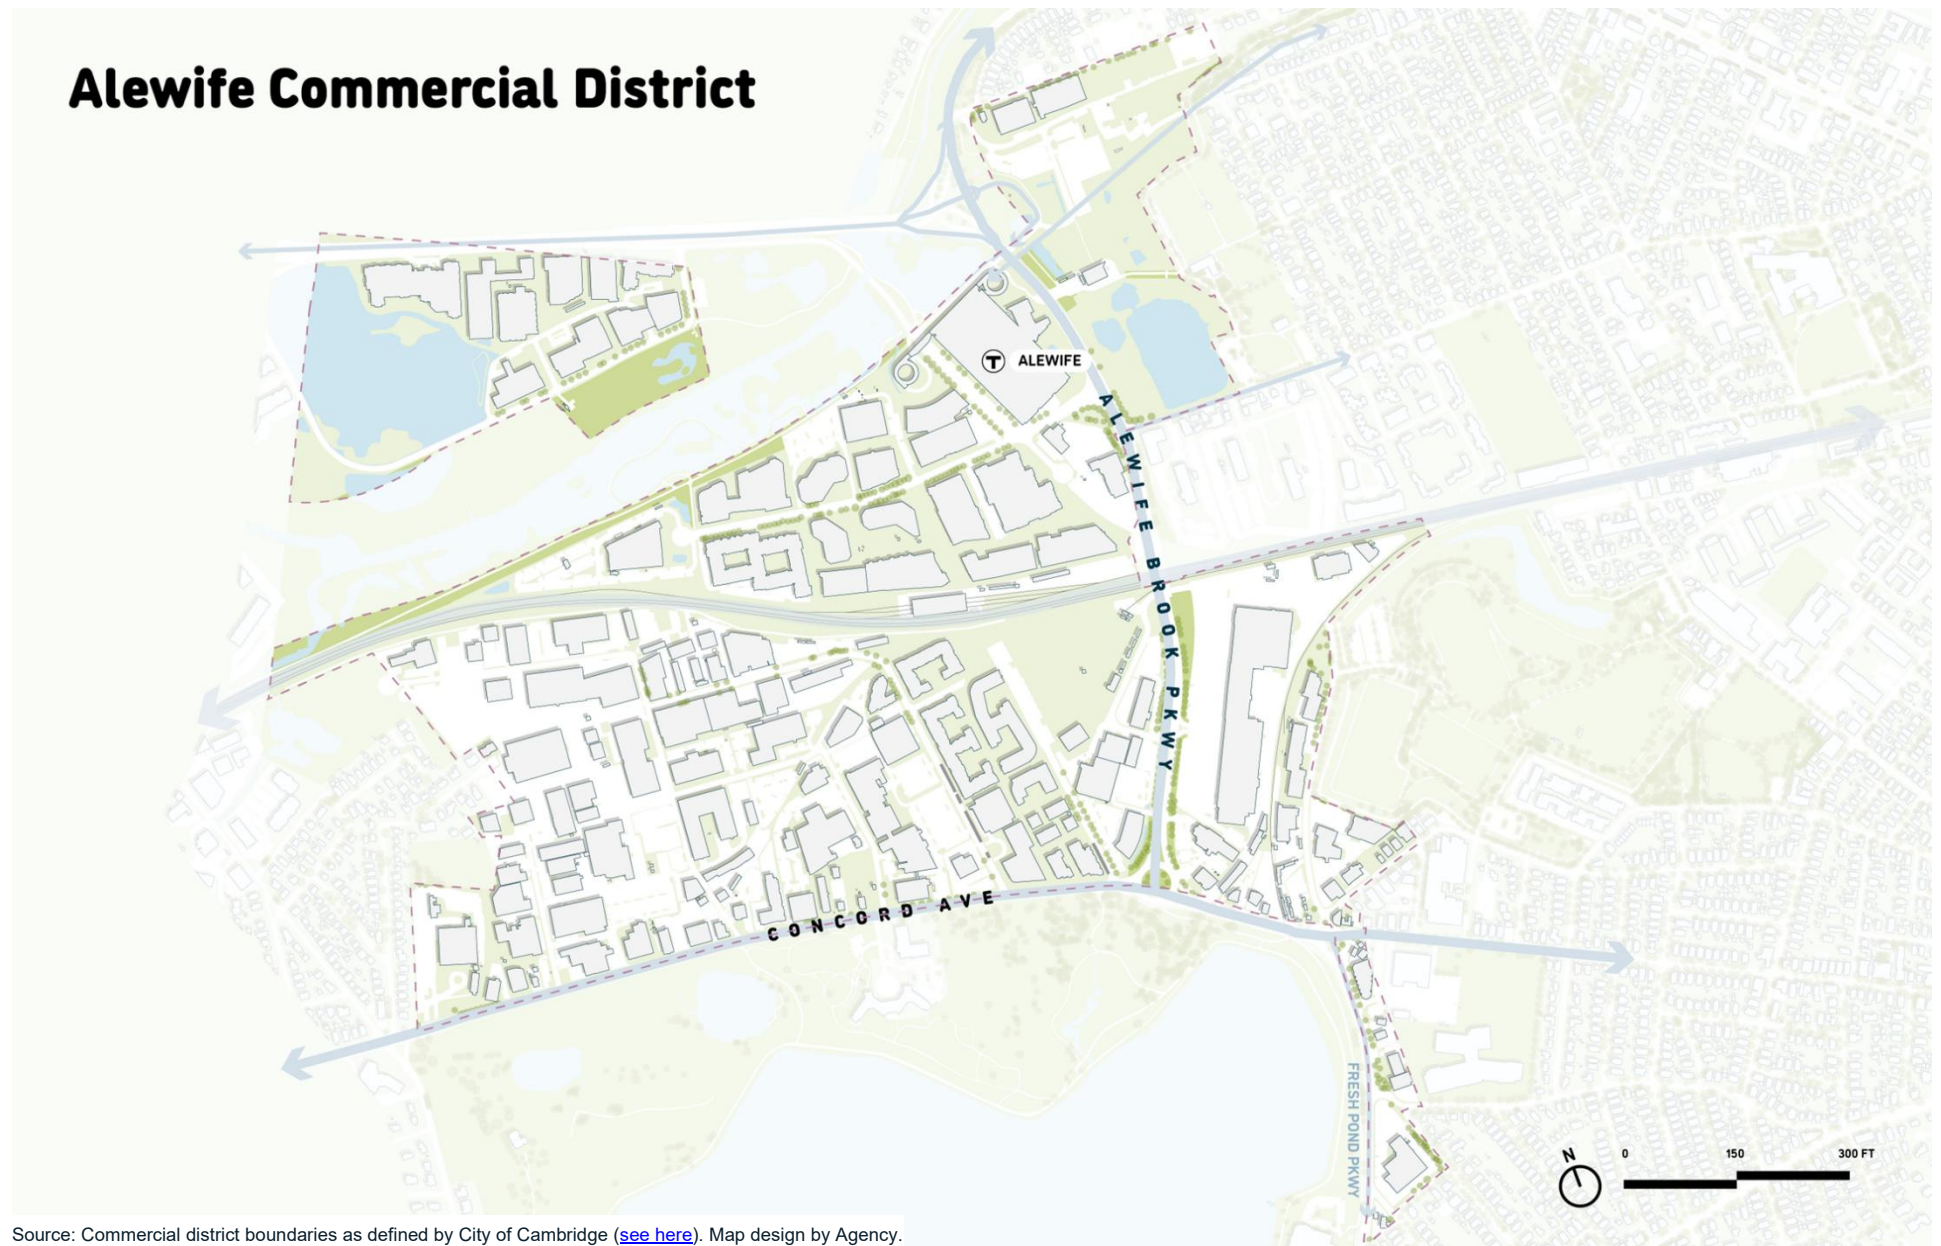 Alewife Commercial District
T ALEWIFE
ALEWIFE BROOK PKWY
CONCORD AVE
FRESH POND PKWY
N
0 150 300 FT
Source: Commercial district boundaries as defined by City of Cambridge (see here). Map design by Agency.